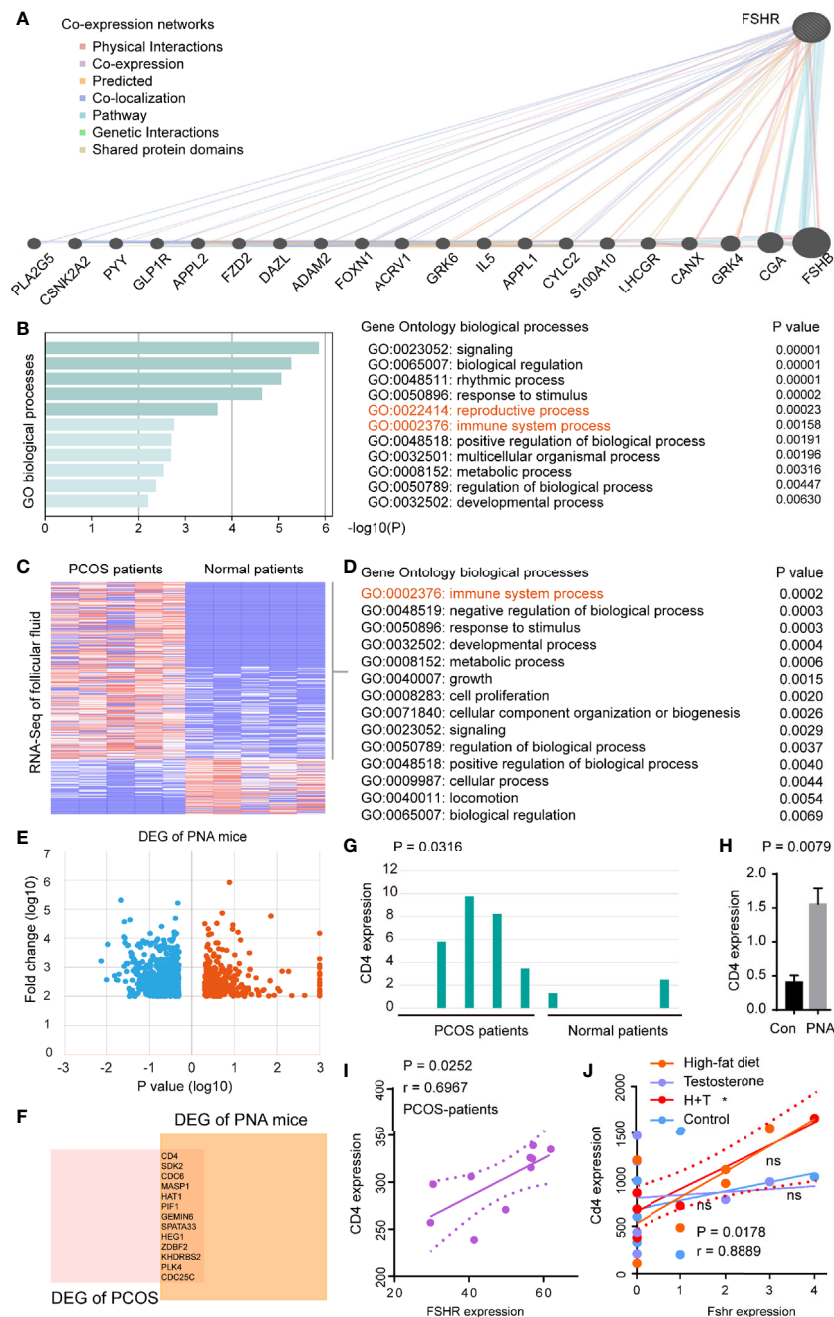 A
Co-expression networks
Physical Interactions
Co-expression
Predicted
Co-localization
Pathway
Genetic Interactions
Shared protein domains
FSHR
PLA2G5
CSNK2A2
PYY
GLP1R
APPL2
FZD2
DAZL
ADAM2
FOXN1
ACRV1
GRK6
IL5
APPL1
CYLC2
S100A10
LHCGR
CANX
GRK4
CGA
FSHB
B
GO biological processes
0 1 2 3 4 5 6
-log10(P)
Gene Ontology biological processes P value
GO:0023052: signaling 0.00001
GO:0065007: biological regulation 0.00001
GO:0048511: rhythmic process 0.00001
GO:0050896: response to stimulus 0.00002
GO:0022414: reproductive process 0.00023
GO:0002376: immune system process 0.00158
GO:0048518: positive regulation of biological process 0.00191
GO:0032501: multicellular organismal process 0.00196
GO:0008152: metabolic process 0.00316
GO:0050789: regulation of biological process 0.00447
GO:0032502: developmental process 0.00630
C
PCOS patients Normal patients
RNA-Seq of follicular fluid
D
Gene Ontology biological processes P value
GO:0002376: immune system process 0.0002
GO:0048519: negative regulation of biological process 0.0003
GO:0050896: response to stimulus 0.0003
GO:0032502: developmental process 0.0004
GO:0008152: metabolic process 0.0006
GO:0040007: growth 0.0015
GO:0008283: cell proliferation 0.0020
GO:0071840: cellular component organization or biogenesis 0.0026
GO:0023052: signaling 0.0029
GO:0050789: regulation of biological process 0.0037
GO:0048518: positive regulation of biological process 0.0040
GO:0009987: cellular process 0.0044
GO:0040011: locomotion 0.0054
GO:0065007: biological regulation 0.0069
E
DEG of PNA mice
Fold change (log10)
7
6
5
4
3
2
1
0
-3 -2 -1 0 1 2 3
P value (log10)
F
DEG of PNA mice
CD4
SDK2
CDC6
MASP1
HAT1
PIF1
GEMIN6
SPATA33
HEG1
ZDBF2
KHDRBS2
PLK4
CDC25C
DEG of PCOS
G
P = 0.0316
CD4 expression
12
10
8
6
4
2
0
PCOS patients Normal patients
H
P = 0.0079
CD4 expression
2.0
1.5
1.0
0.5
0.0
Con PNA
I
P = 0.0252
r = 0.6967
PCOS-patients
CD4 expression
400
350
300
250
200
20 40 60
FSHR expression
J
High-fat diet
Testosterone
H+T *
Control
Cd4 expression
2000
1500
1000
500
0
ns
ns
ns
P = 0.0178
r = 0.8889
0 1 2 3 4
Fshr expression